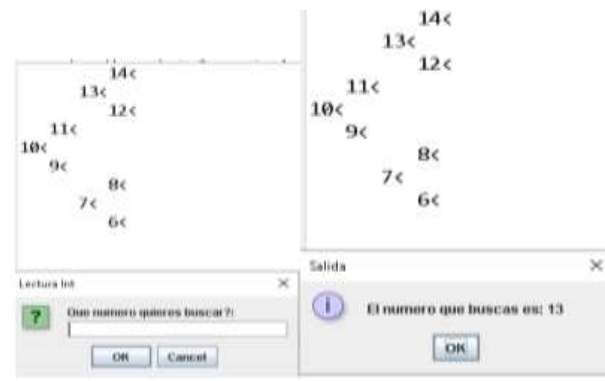 14<
13<
12<
11<
10<
9<
8<
7<
6<
Lectura Int
Que numero quieres buscar?:
OK
Cancel
14<
13<
12<
11<
10<
9<
8<
7<
6<
Salida
El numero que buscas es: 13
OK